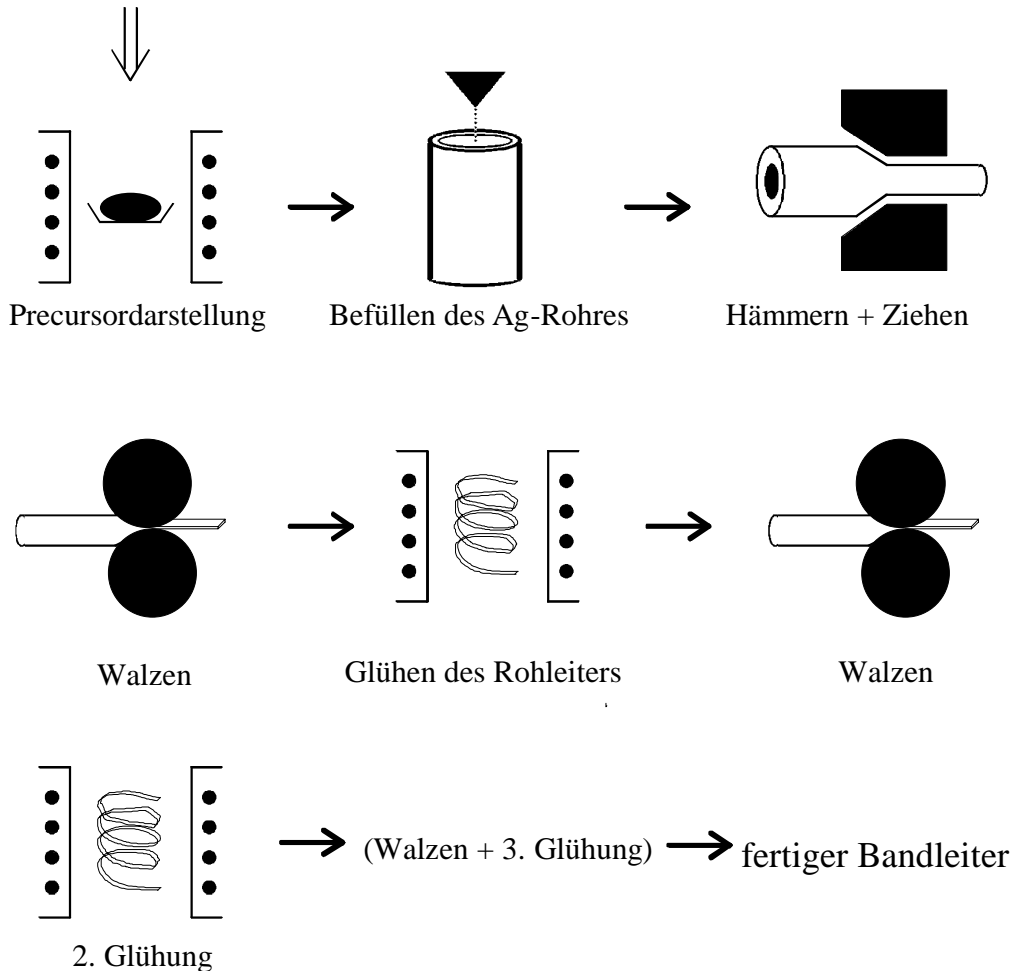 Precursordarstellung
Befüllen des Ag-Rohres
Hämmern + Ziehen
Walzen
Glühen des Rohleiters
Walzen
(Walzen + 3. Glühung)
fertiger Bandleiter
2. Glühung